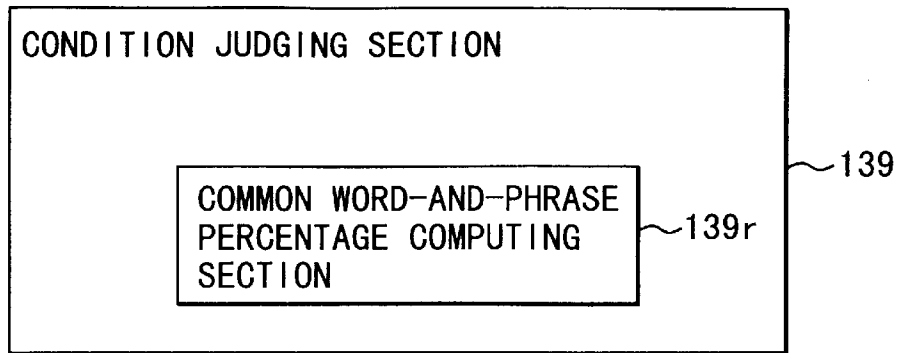 CONDITION JUDGING SECTION
139
COMMON WORD-AND-PHRASE
PERCENTAGE COMPUTING
SECTION
139r